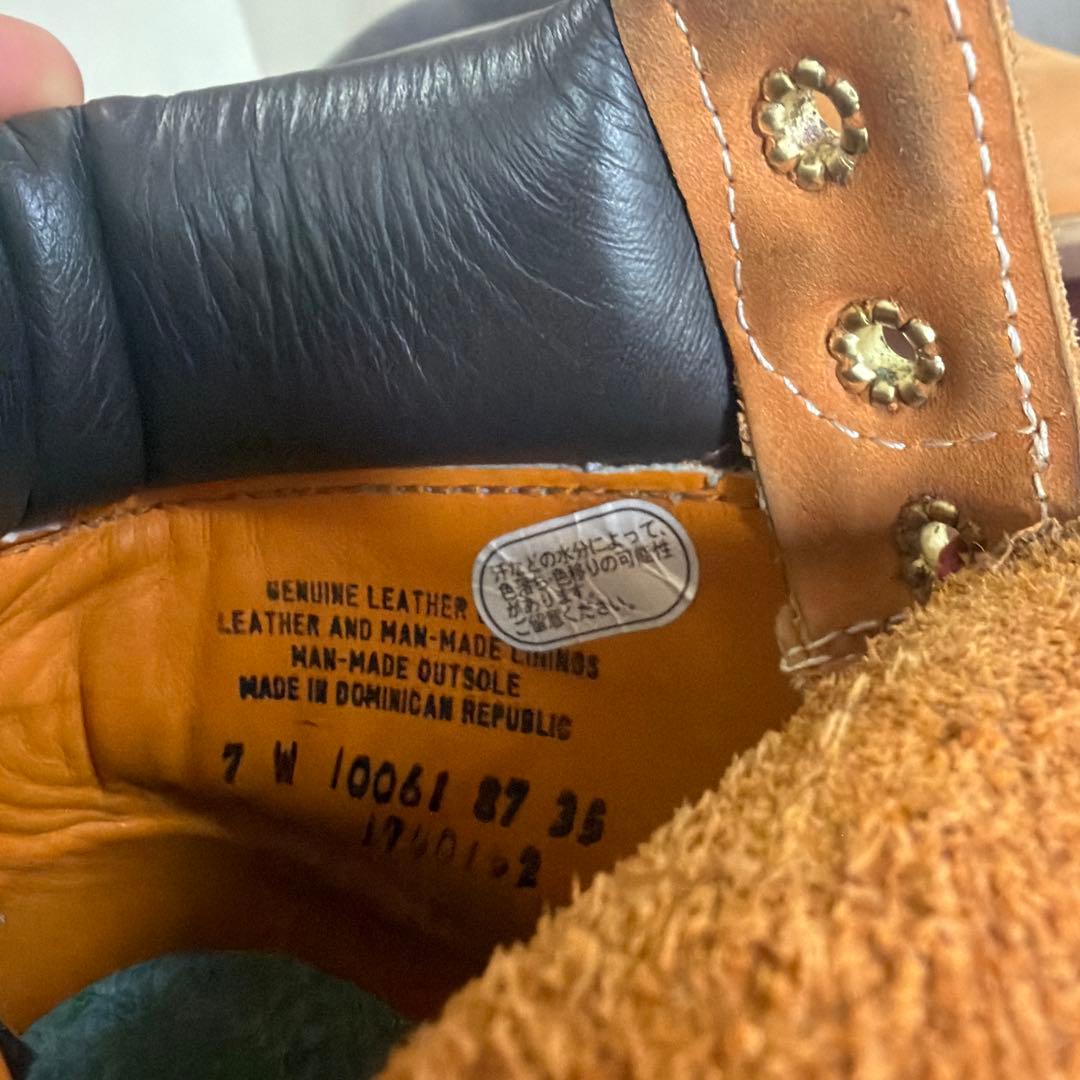 GENUINE LEATHER
LEATHER AND MAN-MADE LININGS
MAN-MADE OUTSOLE
MADE IN DOMINICAN REPUBLIC
7 W 10061 87 35
汗などの水分によって、
色落ち色移りの可能性
があります。
ご留意ください。